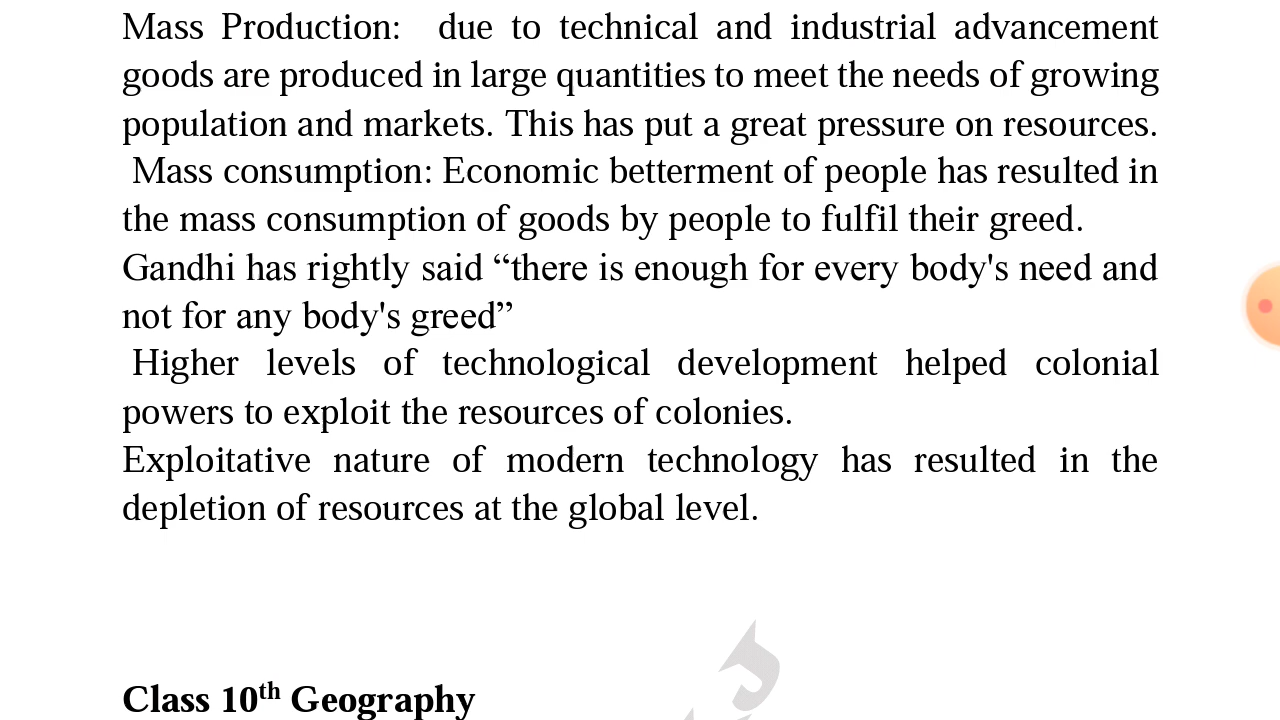 Mass Production: due to technical and industrial advancement
goods are produced in large quantities to meet the needs of growing
population and markets. This has put a great pressure on resources.
Mass consumption: Economic betterment of people has resulted in
the mass consumption of goods by people to fulfil their greed.
Gandhi has rightly said “there is enough for every body's need and
not for any body's greed”
Higher levels of technological development helped colonial
powers to exploit the resources of colonies.
Exploitative nature of modern technology has resulted in the
depletion of resources at the global level.
Class 10th Geography